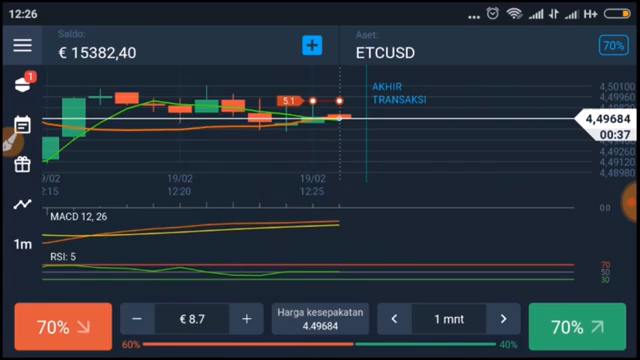 12:26
H+
Saldo:
€ 15382,40
Aset:
ETCUSD
70%
1
5.1
AKHIR
TRANSAKSI
4,50100
4,49960
4,49820
4,49684
00:37
4,49260
4,49120
4,48980
19/02
12:15
19/02
12:20
19/02
12:25
MACD 12, 26
0.0
1m
RSI: 5
70
50
30
70%
€ 8.7
Harga kesepakatan
4.49684
1 mnt
70%
60%
40%